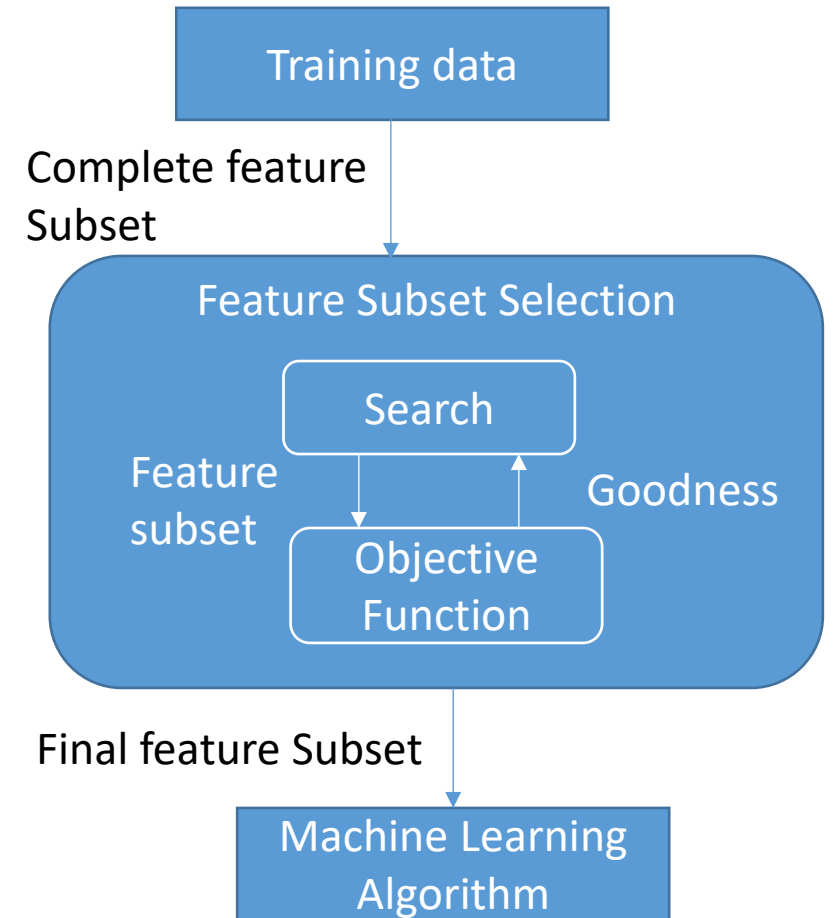 Training data
Complete feature
Subset
Feature Subset Selection
Search
Feature
subset
Goodness
Objective
Function
Final feature Subset
Machine Learning
Algorithm